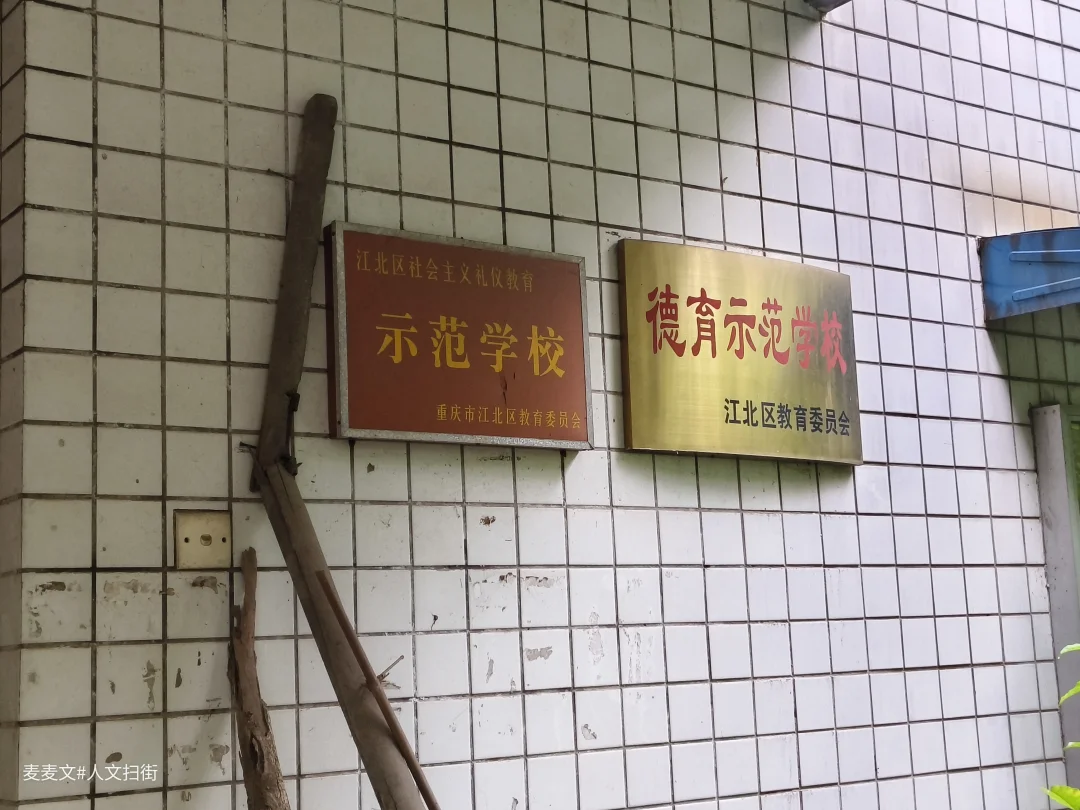 江北区社会主义礼仪教育
示范学校
重庆市江北区教育委员会
德育示范学校
江北区教育委员会
麦麦文#人文扫街